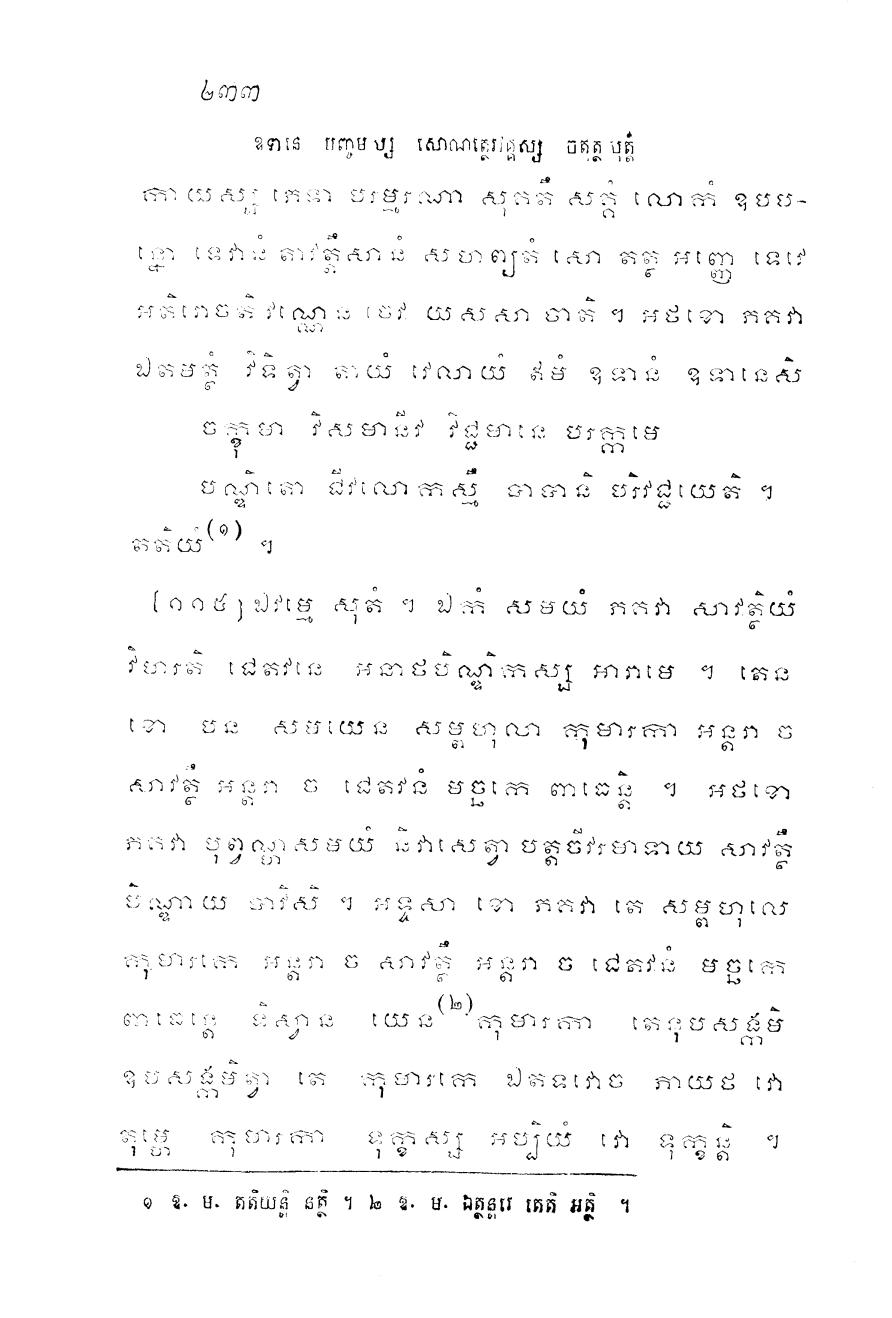 ២៣៣
ឧទានេ បញ្ចមស្ស សោណត្ថេរវគ្គស្ស ចតុត្ថសុត្តំ
កាយស្ស ភេទា បរម្មរណា សុគតឹ សគ្គំ លោកំ ឧបប-
ន្នោ ទេវានំ តាវត្តឹសានំ សហព្យតំ សោ តត្ថ អញ្ញេ ទេវេ
អតិរោចតិ វណ្ណេន ចេវ យសសា ចាតិ ។ អថខោ ភគវា
ឯតមត្ថំ វិទិត្វា តាយំ វេលាយំ ឥមំ ឧទានំ ឧទានេសិ
ចក្ខុមា វិសមានីវ វិជ្ជមានេ បរក្កមេ
បណ្ឌិតោ ជីវលោកស្មឹ បាបានិ បរិវជ្ជយេតិ ។
តតិយំ(១) ។
[១១៥] ឯវម្មេ សុតំ ។ ឯកំ សមយំ ភគវា សាវត្ថិយំ
វិហរតិ ជេតវនេ អនាថបិណ្ឌិកស្ស អារាមេ ។ តេន
ខោ បន សមយេន សម្ពហុលា កុមារកា អន្តរា ច
សាវត្ថឹ អន្តរា ច ជេតវនំ មច្ឆកេ ពាធេន្តិ ។ អថខោ
ភគវា បុព្វណ្ហសមយំ និវាសេត្វា បត្តចីវរមាទាយ សាវត្ថឹ
បិណ្ឌាយ បាវិសិ ។ អទ្ទសា ខោ ភគវា តេ សម្ពហុលេ
កុមារកេ អន្តរា ច សាវត្ថឹ អន្តរា ច ជេតវនំ មច្ឆកេ
ពាធេន្តេ ទិស្វាន យេន(២) កុមារកា តេនុបសង្កមិ
ឧបសង្កមិត្វា តេ កុមារកេ ឯតទវោច ភាយថ វោ
តុម្ហេ កុមារកា ទុក្ខស្ស អប្បិយំ វោ ទុក្ខន្តិ ។
១ ឱ. ម. តតិយន្តិ នត្ថិ ។ ២ ឱ. ម. ឯត្ថន្តរេ តេតិ អត្ថិ ។